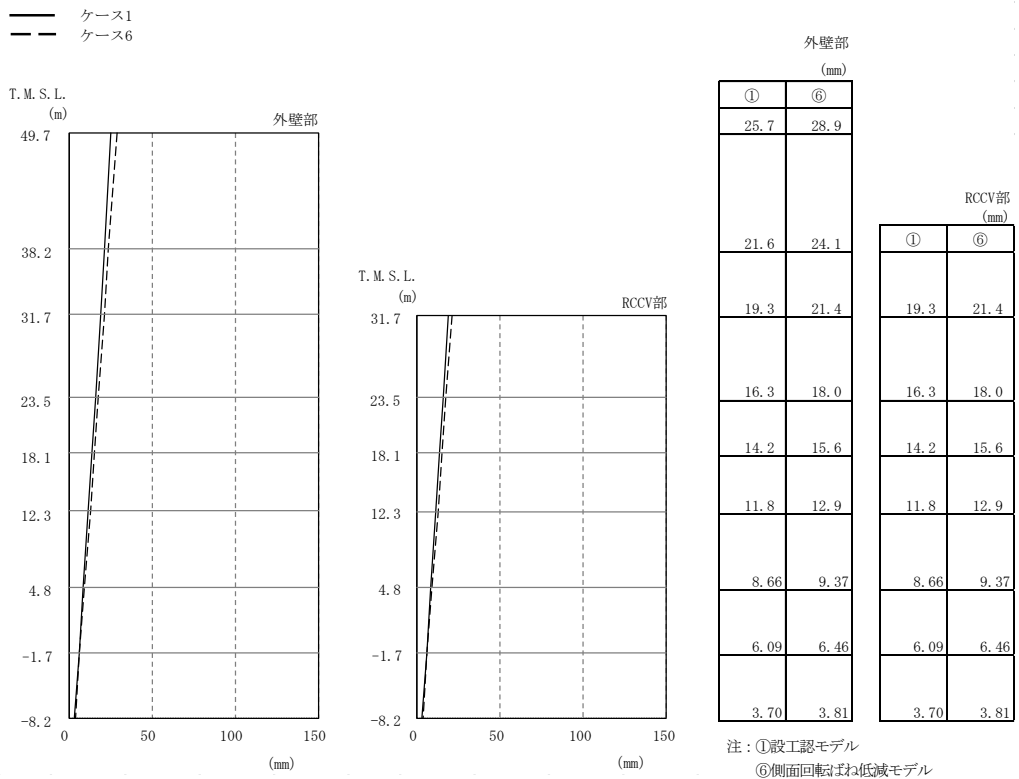 ケース1
ケース6
T.M.S.L.
(m)
外壁部
49.7
38.2
31.7
23.5
18.1
12.3
4.8
-1.7
-8.2
0 50 100 150
(mm)
T.M.S.L.
(m)
RCCV部
31.7
23.5
18.1
12.3
4.8
-1.7
-8.2
0 50 100 150
(mm)
外壁部
(mm)
① ⑥
25.7 28.9
21.6 24.1
19.3 21.4
16.3 18.0
14.2 15.6
11.8 12.9
8.66 9.37
6.09 6.46
3.70 3.81
RCCV部
(mm)
① ⑥
19.3 21.4
16.3 18.0
14.2 15.6
11.8 12.9
8.66 9.37
6.09 6.46
3.70 3.81
注:①設工認モデル
⑥側面回転ばね低減モデル